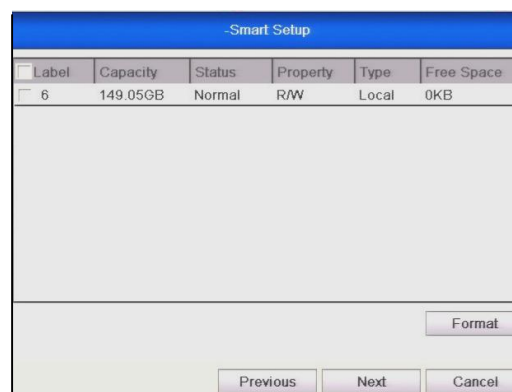 -Smart Setup
Label Capacity Status Property Type Free Space
6 149.05GB Normal R/W Local 0KB
Format
Previous Next Cancel